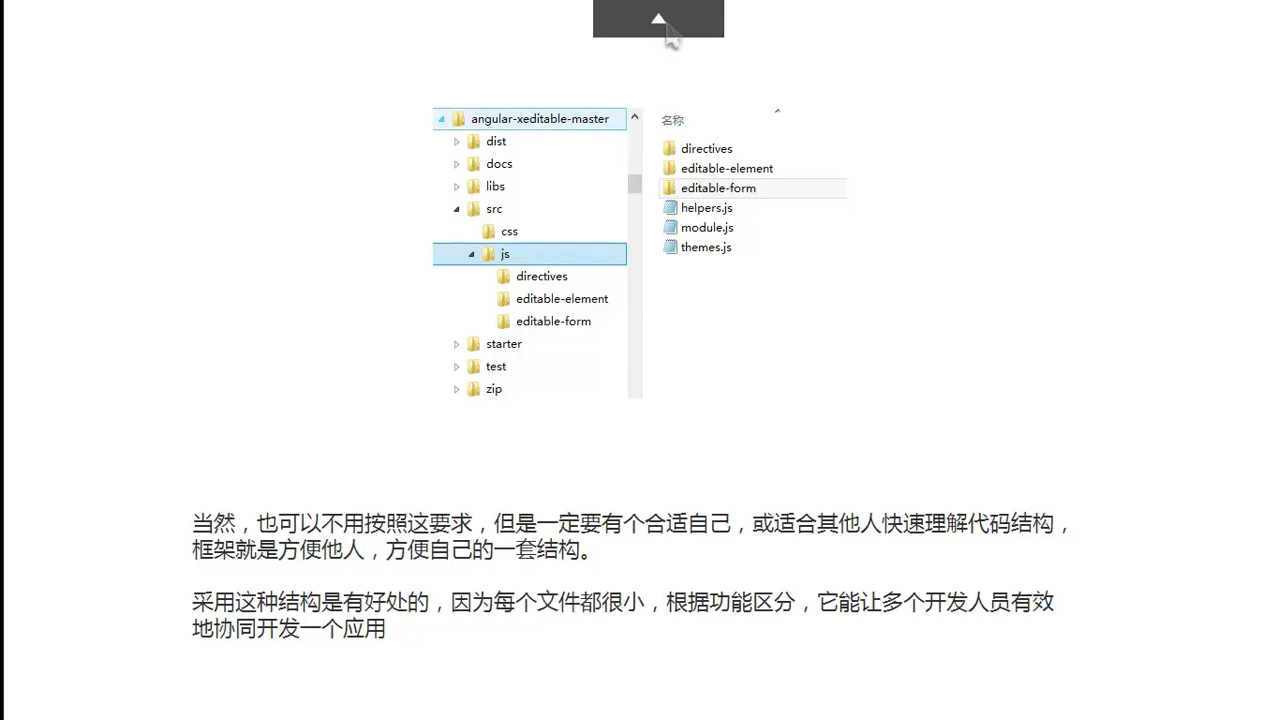 angular-xeditable-master
dist
docs
libs
src
css
js
directives
editable-element
editable-form
starter
test
zip
名称
directives
editable-element
editable-form
helpers.js
module.js
themes.js
当然，也可以不用按照这要求，但是一定要有个合适自己，或适合其他人快速理解代码结构，
框架就是方便他人，方便自己的一套结构。
采用这种结构是有好处的，因为每个文件都很小，根据功能区分，它能让多个开发人员有效
地协同开发一个应用